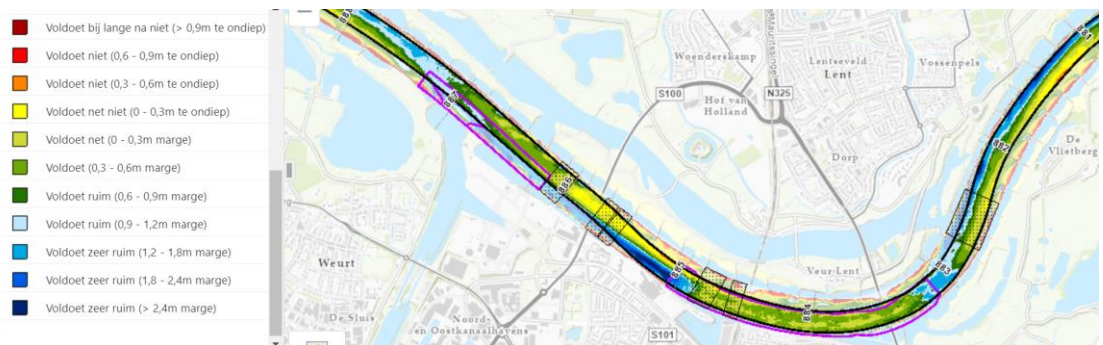 Voldoet bij lange na niet (> 0,9m te ondiep)
Voldoet niet (0,6 - 0,9m te ondiep)
Voldoet niet (0,3 - 0,6m te ondiep)
Voldoet net niet (0 - 0,3m te ondiep)
Voldoet net (0 - 0,3m marge)
Voldoet (0,3 - 0,6m marge)
Voldoet ruim (0,6 - 0,9m marge)
Voldoet ruim (0,9 - 1,2m marge)
Voldoet zeer ruim (1,2 - 1,8m marge)
Voldoet zeer ruim (1,8 - 2,4m marge)
Voldoet zeer ruim (> 2,4m marge)
881
Woenderskamp
Lentseveld
Lent
Vossenpels
S100
N325
Hof van
Holland
887
De
Vlietberg
882
Dorp
886
Weurt
885
Veur-Lent
883
884
De Sluis
Noord-
en Oostkanaalhavens
S101